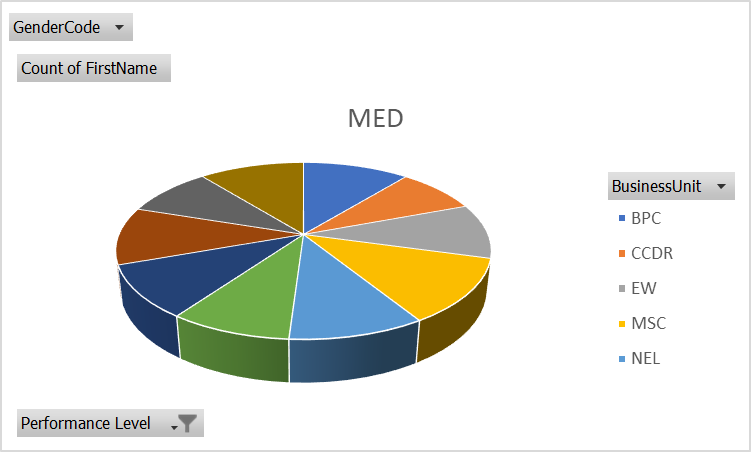 GenderCode
Count of FirstName
MED
BusinessUnit
BPC
CCDR
EW
MSC
NEL
Performance Level